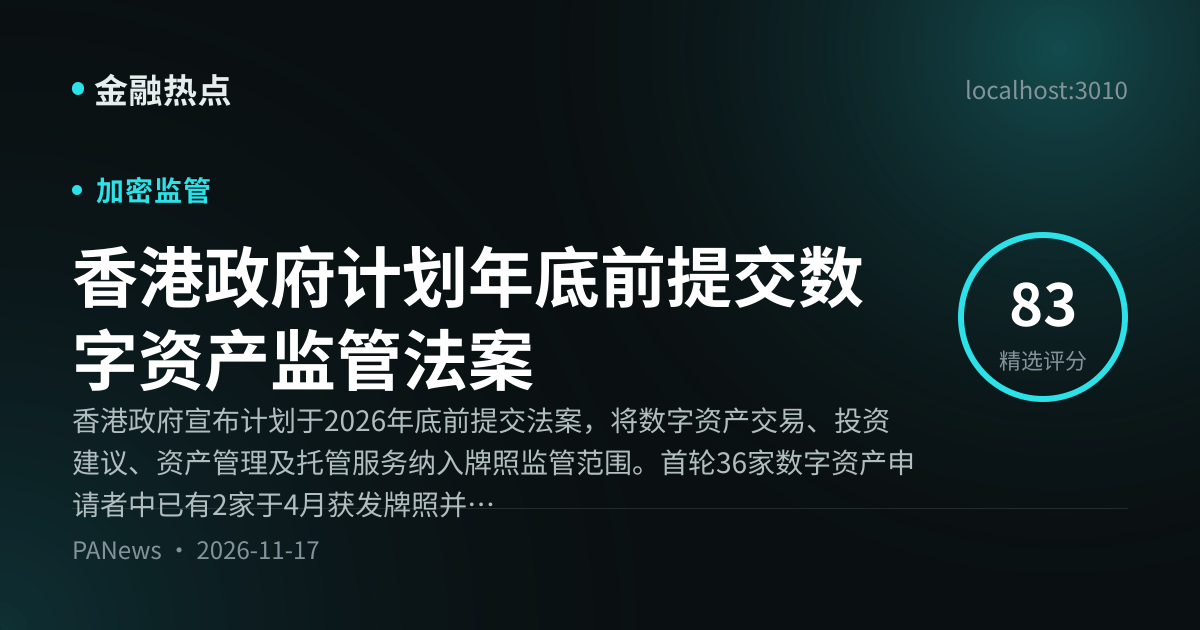 金融热点
localhost:3010
加密监管
香港政府计划年底前提交数
字资产监管法案
83
精选评分
香港政府宣布计划于2026年底前提交法案，将数字资产交易、投资
建议、资产管理及托管服务纳入牌照监管范围。首轮36家数字资产申
请者中已有2家于4月获发牌照并…
PANews • 2026-11-17